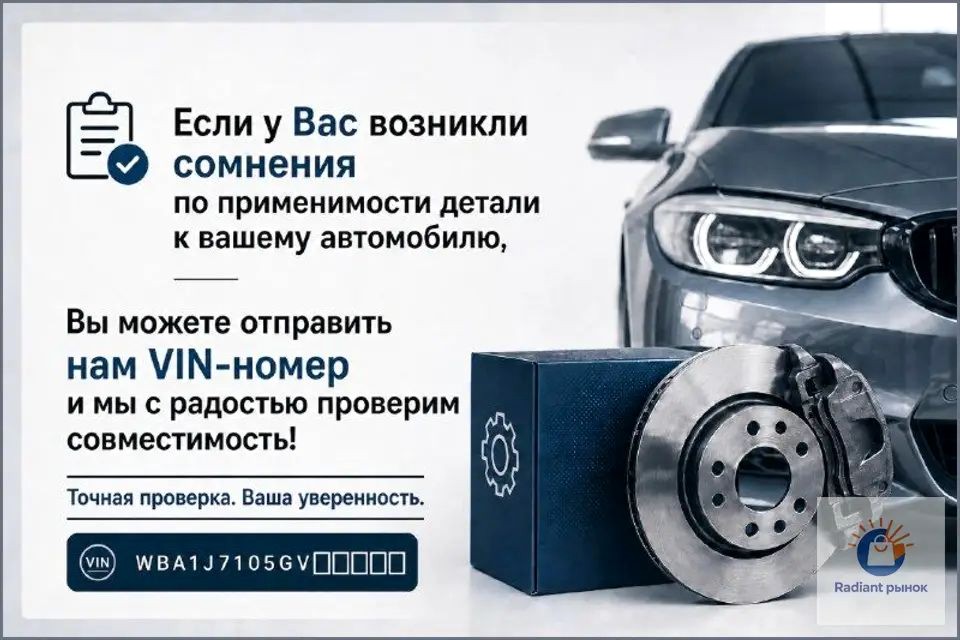 Если у Вас возникли
сомнения
по применимости детали
к вашему автомобилю,
Вы можете отправить
нам VIN-номер
и мы с радостью проверим
совместимость!
Точная проверка. Ваша уверенность.
VIN WBA1J7105GV□□□□□
Radiant рынок